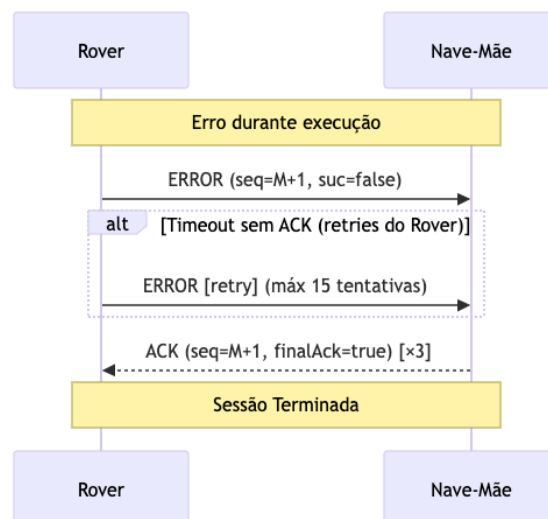 Rover
Nave-Mãe
Erro durante execução
ERROR (seq=M+1, suc=false)
alt
[Timeout sem ACK (retries do Rover)]
ERROR [retry] (máx 15 tentativas)
ACK (seq=M+1, finalAck=true) [×3]
Sessão Terminada
Rover
Nave-Mãe